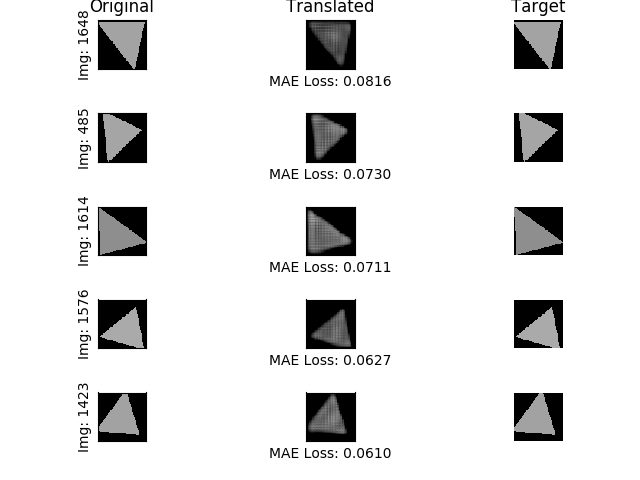 Original Translated Target
Img: 1648
MAE Loss: 0.0816
Img: 485
MAE Loss: 0.0730
Img: 1614
MAE Loss: 0.0711
Img: 1576
MAE Loss: 0.0627
Img: 1423
MAE Loss: 0.0610